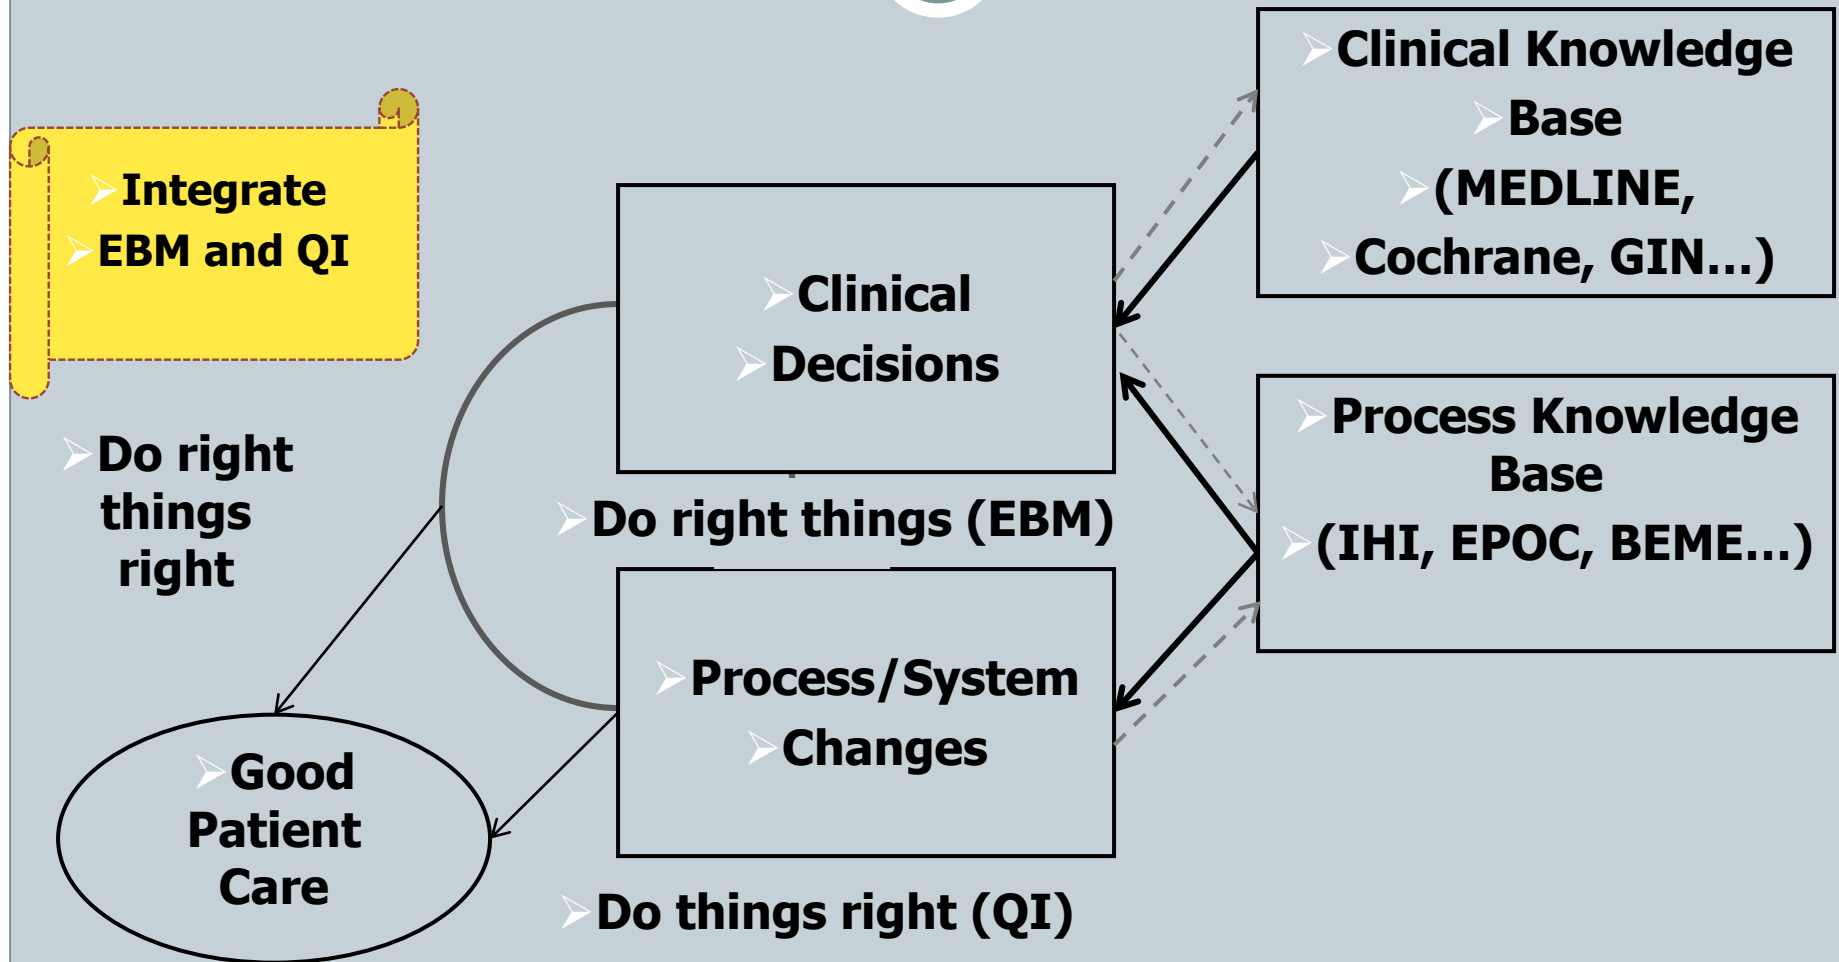 ➢Integrate
➢EBM and QI
➢Do right
things
right
➢Good
Patient
Care
➢Clinical
➢Decisions
➢Do right things (EBM)
➢Process/System
➢Changes
➢Do things right (QI)
➢Clinical Knowledge
➢Base
➢(MEDLINE,
➢Cochrane, GIN…)
➢Process Knowledge
Base
➢(IHI, EPOC, BEME…)